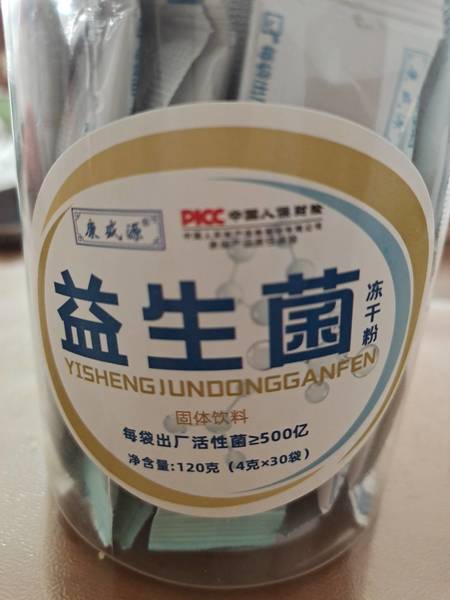 康盛源
PICC 中国人保财险
益生菌
冻干粉
YISHENGJUNDONGGANFEN
固体饮料
每袋出厂活性菌≥500亿
净含量:120克（4克×30袋）